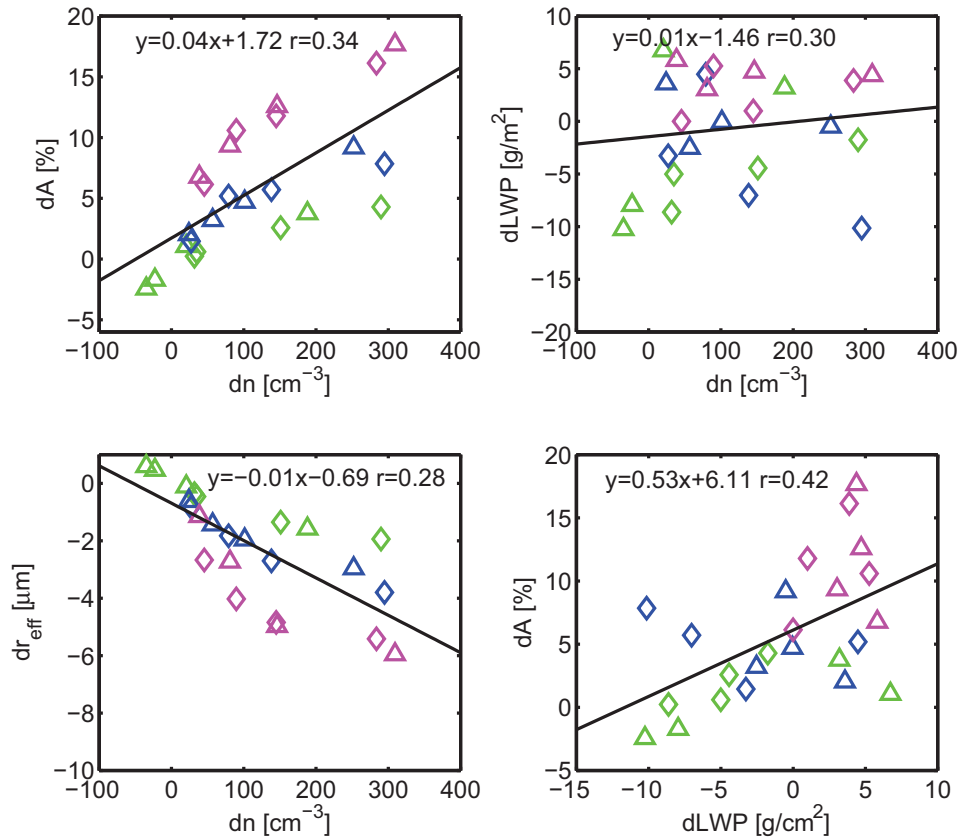 y=0.04x+1.72 r=0.34
20
15
10
5
0
−5
dA [%]
−100 0 100 200 300 400
dn [cm⁻³]
y=0.01x−1.46 r=0.30
10
5
0
−5
−10
−15
−20
dLWP [g/m²]
−100 0 100 200 300 400
dn [cm⁻³]
y=−0.01x−0.69 r=0.28
0
−2
−4
−6
−8
−10
dr_eff [μm]
−100 0 100 200 300 400
dn [cm⁻³]
y=0.53x+6.11 r=0.42
20
15
10
5
0
−5
dA [%]
−15 −10 −5 0 5 10
dLWP [g/cm²]